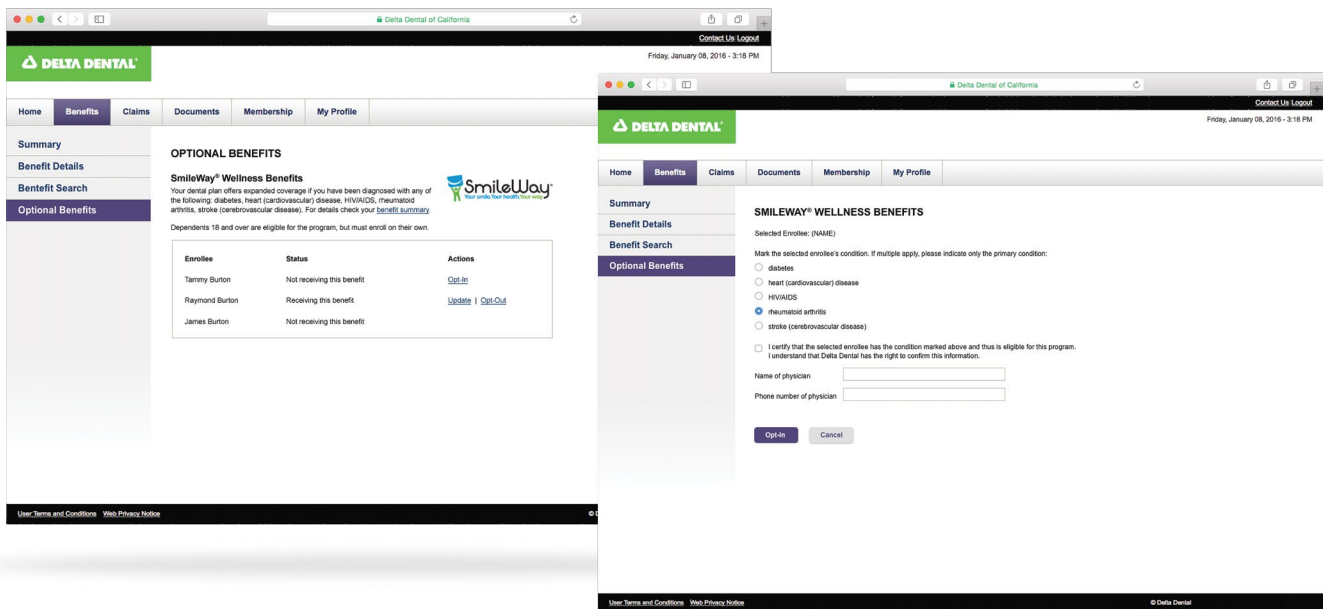 Delta Dental of California
Contact Us Logout
DELTA DENTAL
Friday, January 08, 2016 - 3:18 PM
Home Benefits Claims Documents Membership My Profile
Summary
Benefit Details
Bentefit Search
Optional Benefits
OPTIONAL BENEFITS
SmileWay® Wellness Benefits
Your dental plan offers expanded coverage if you have been diagnosed with any of
the following: diabetes, heart (cardiovascular) disease, HIV/AIDS, rheumatoid
arthritis, stroke (cerebrovascular disease). For details check your benefit summary.
SmileWay
Your smile.Your health.Your way.
Dependents 18 and over are eligible for the program, but must enroll on their own.
Enrollee Status Actions
Tammy Burton Not receiving this benefit Opt-In
Raymond Burton Receiving this benefit Update | Opt-Out
James Burton Not receiving this benefit
User Terms and Conditions Web Privacy Notice
Delta Dental of California
Contact Us Logout
DELTA DENTAL
Friday, January 08, 2016 - 3:18 PM
Home Benefits Claims Documents Membership My Profile
Summary
Benefit Details
Benefit Search
Optional Benefits
SMILEWAY® WELLNESS BENEFITS
Selected Enrollee: (NAME)
Mark the selected enrollee's condition. If multiple apply, please indicate only the primary condition:
diabetes
heart (cardiovascular) disease
HIV/AIDS
rheumatoid arthritis
stroke (cerebrovascular disease)
I certify that the selected enrollee has the condition marked above and thus is eligible for this program.
I understand that Delta Dental has the right to confirm this information.
Name of physician
Phone number of physician
Opt-In Cancel
User Terms and Conditions Web Privacy Notice
© Delta Dental